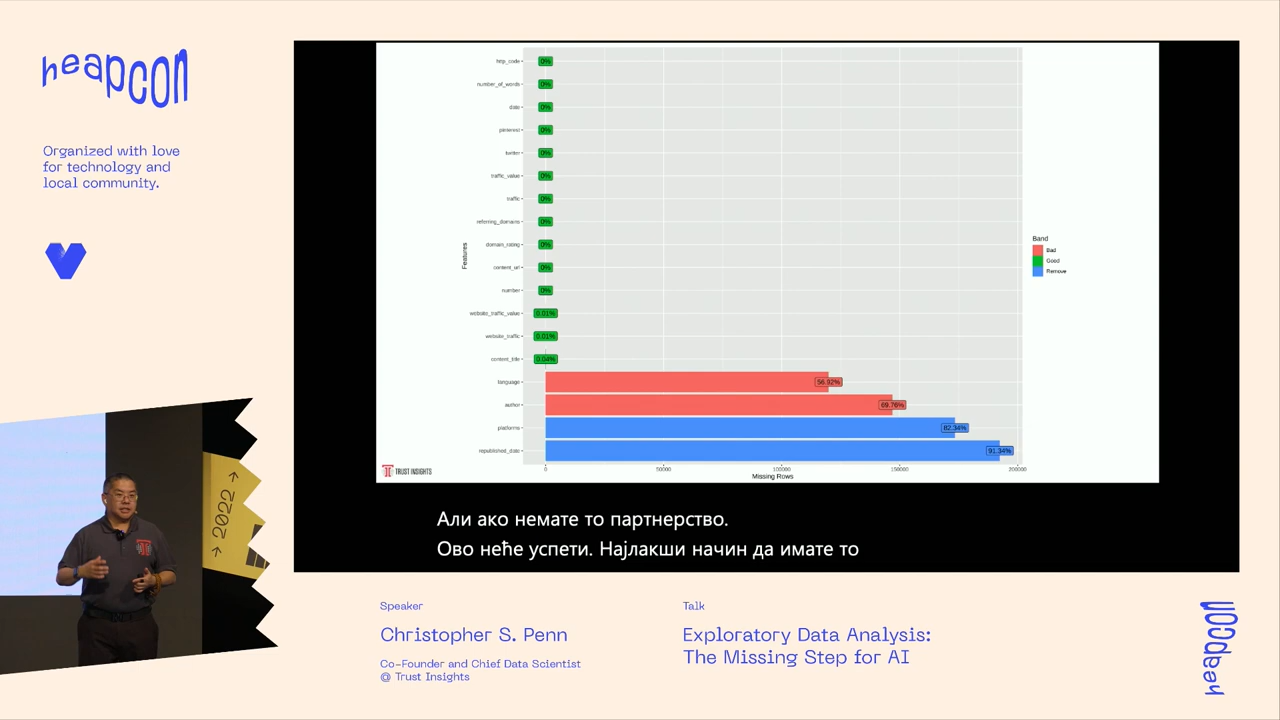 heapcon
Organized with love
for technology and
local community.
http_code
0%
number_of_words
0%
date
0%
pinterest
0%
twitter
0%
traffic_value
0%
traffic
0%
referring_domains
0%
domain_rating
0%
content_url
0%
number
0%
website_traffic_value
0.01%
website_traffic
0.01%
content_title
0.04%
language
56.92%
author
69.76%
platforms
82.34%
republished_date
91.34%
Features
0
50000
100000
150000
200000
Missing Rows
Band
Bad
Good
Remove
TRUST INSIGHTS
Али ако немате то партнерство.
Ово неће успети. Најлакши начин да имате то
→ 2022 →
Speaker
Christopher S. Penn
Co-Founder and Chief Data Scientist
@ Trust Insights
Talk
Exploratory Data Analysis:
The Missing Step for AI
heapcon